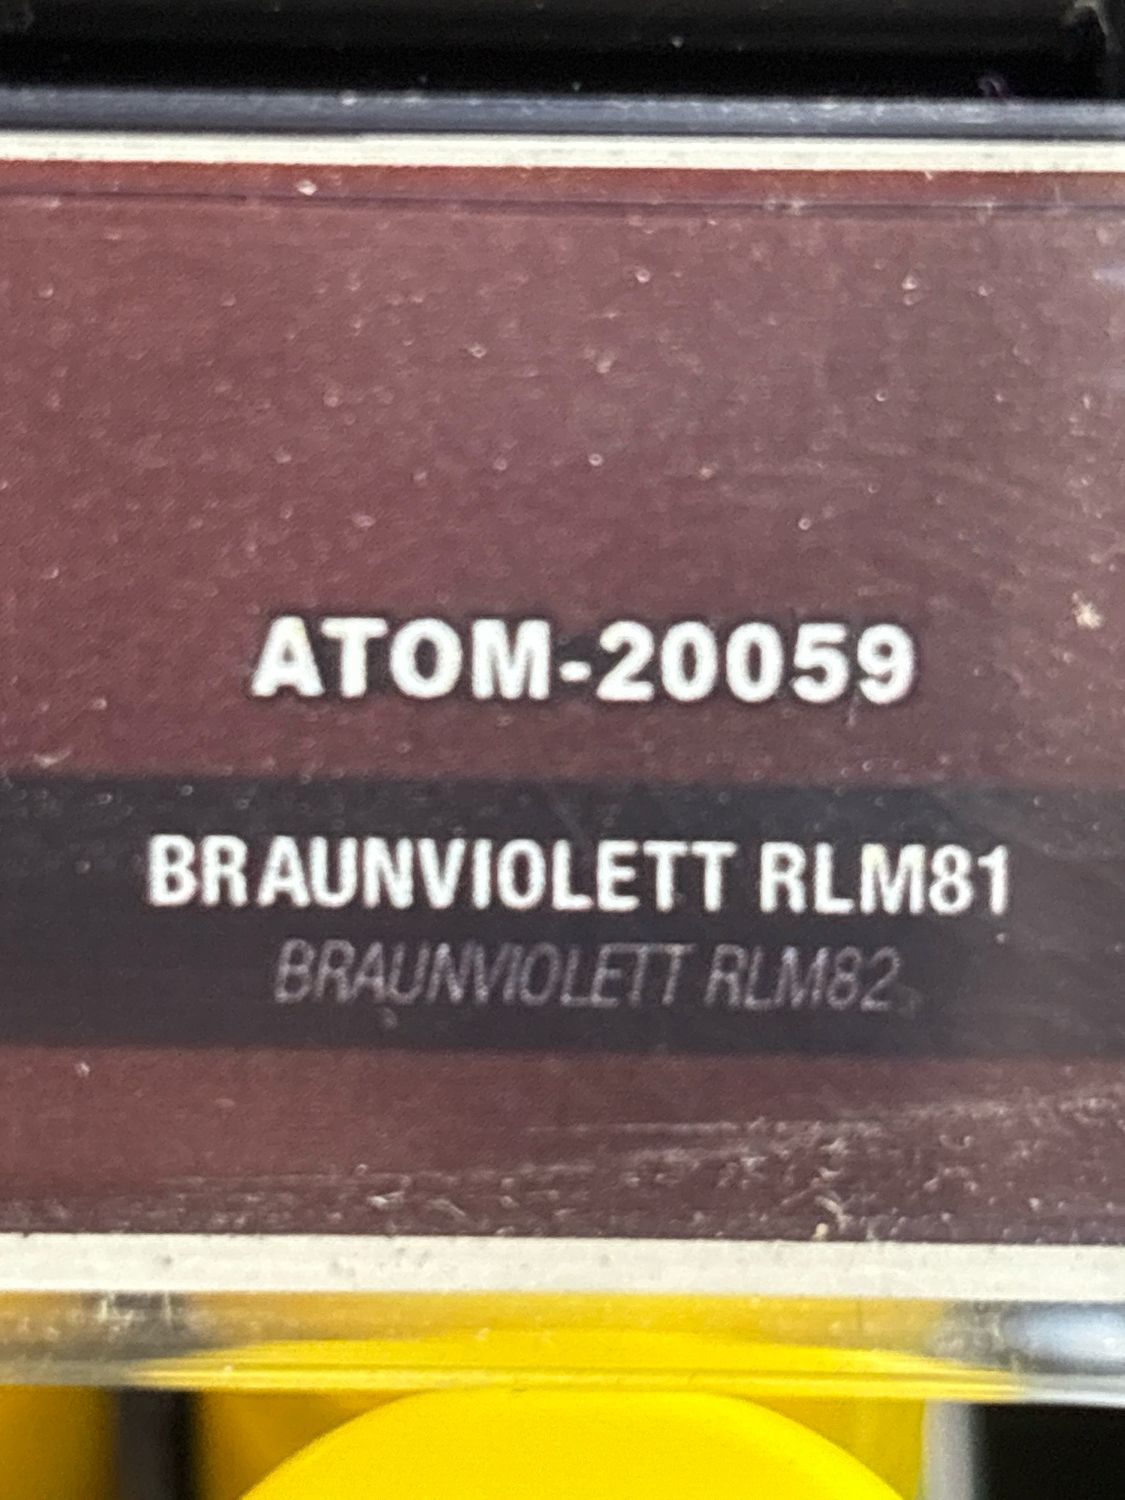 ATOM-20059
BRAUNVIOLETT RLM81
BRAUNVIOLETT RLM82